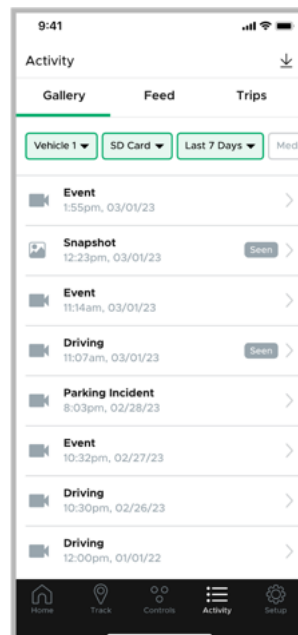 9:41
Activity
Gallery Feed Trips
Vehicle 1 SD Card Last 7 Days Med
Event
1:55pm, 03/01/23
Snapshot
12:23pm, 03/01/23
Seen
Event
11:14am, 03/01/23
Driving
11:07am, 03/01/23
Seen
Parking Incident
8:03pm, 02/28/23
Event
10:32pm, 02/27/23
Driving
10:30pm, 02/26/23
Driving
12:00pm, 01/01/22
Home Track Controls Activity Setup